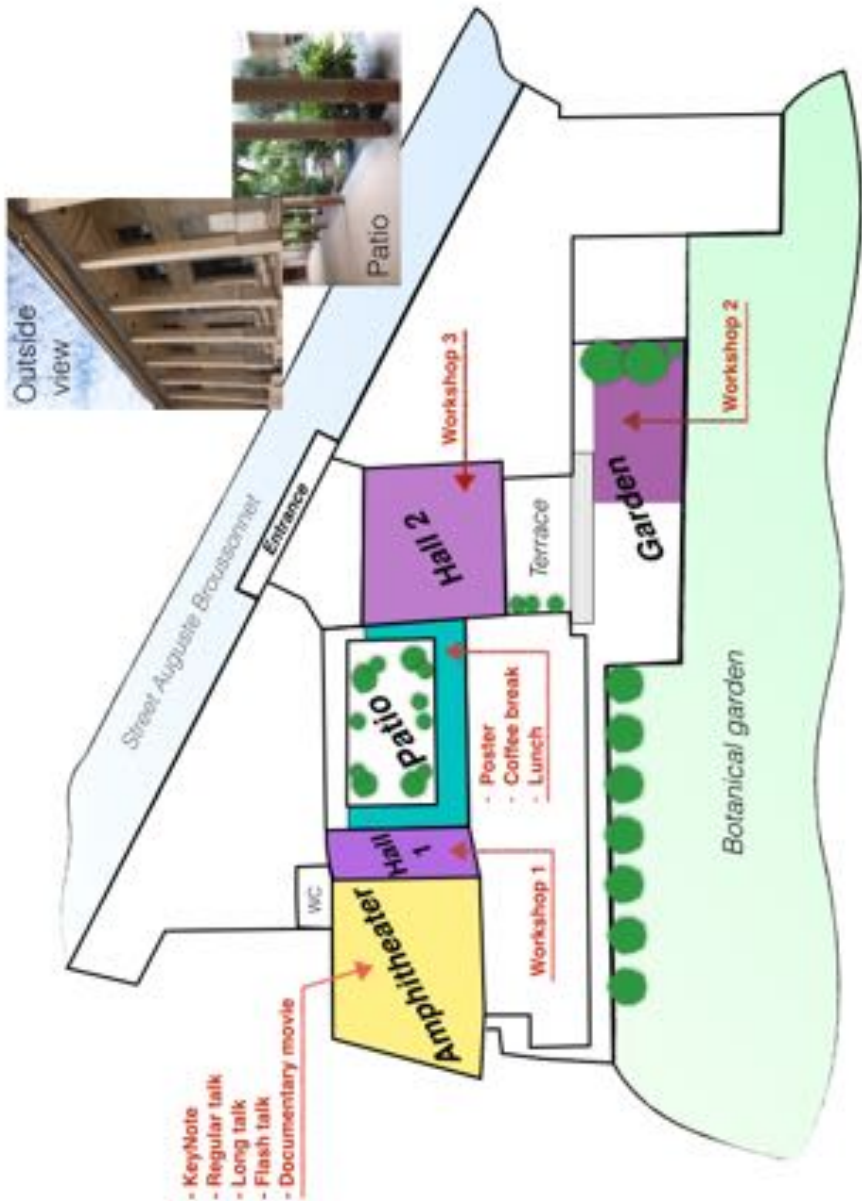 Outside
view
Patio
Street Auguste Broussonnet
Entrance
- KeyNote
- Regular talk
- Long talk
- Flash talk
- Documentary movie
WC
Amphitheater
Hall
1
Patio
Hall 2
Workshop 3
Workshop 1
- Poster
- Coffee break
- Lunch
Terrace
Garden
Workshop 2
Botanical garden